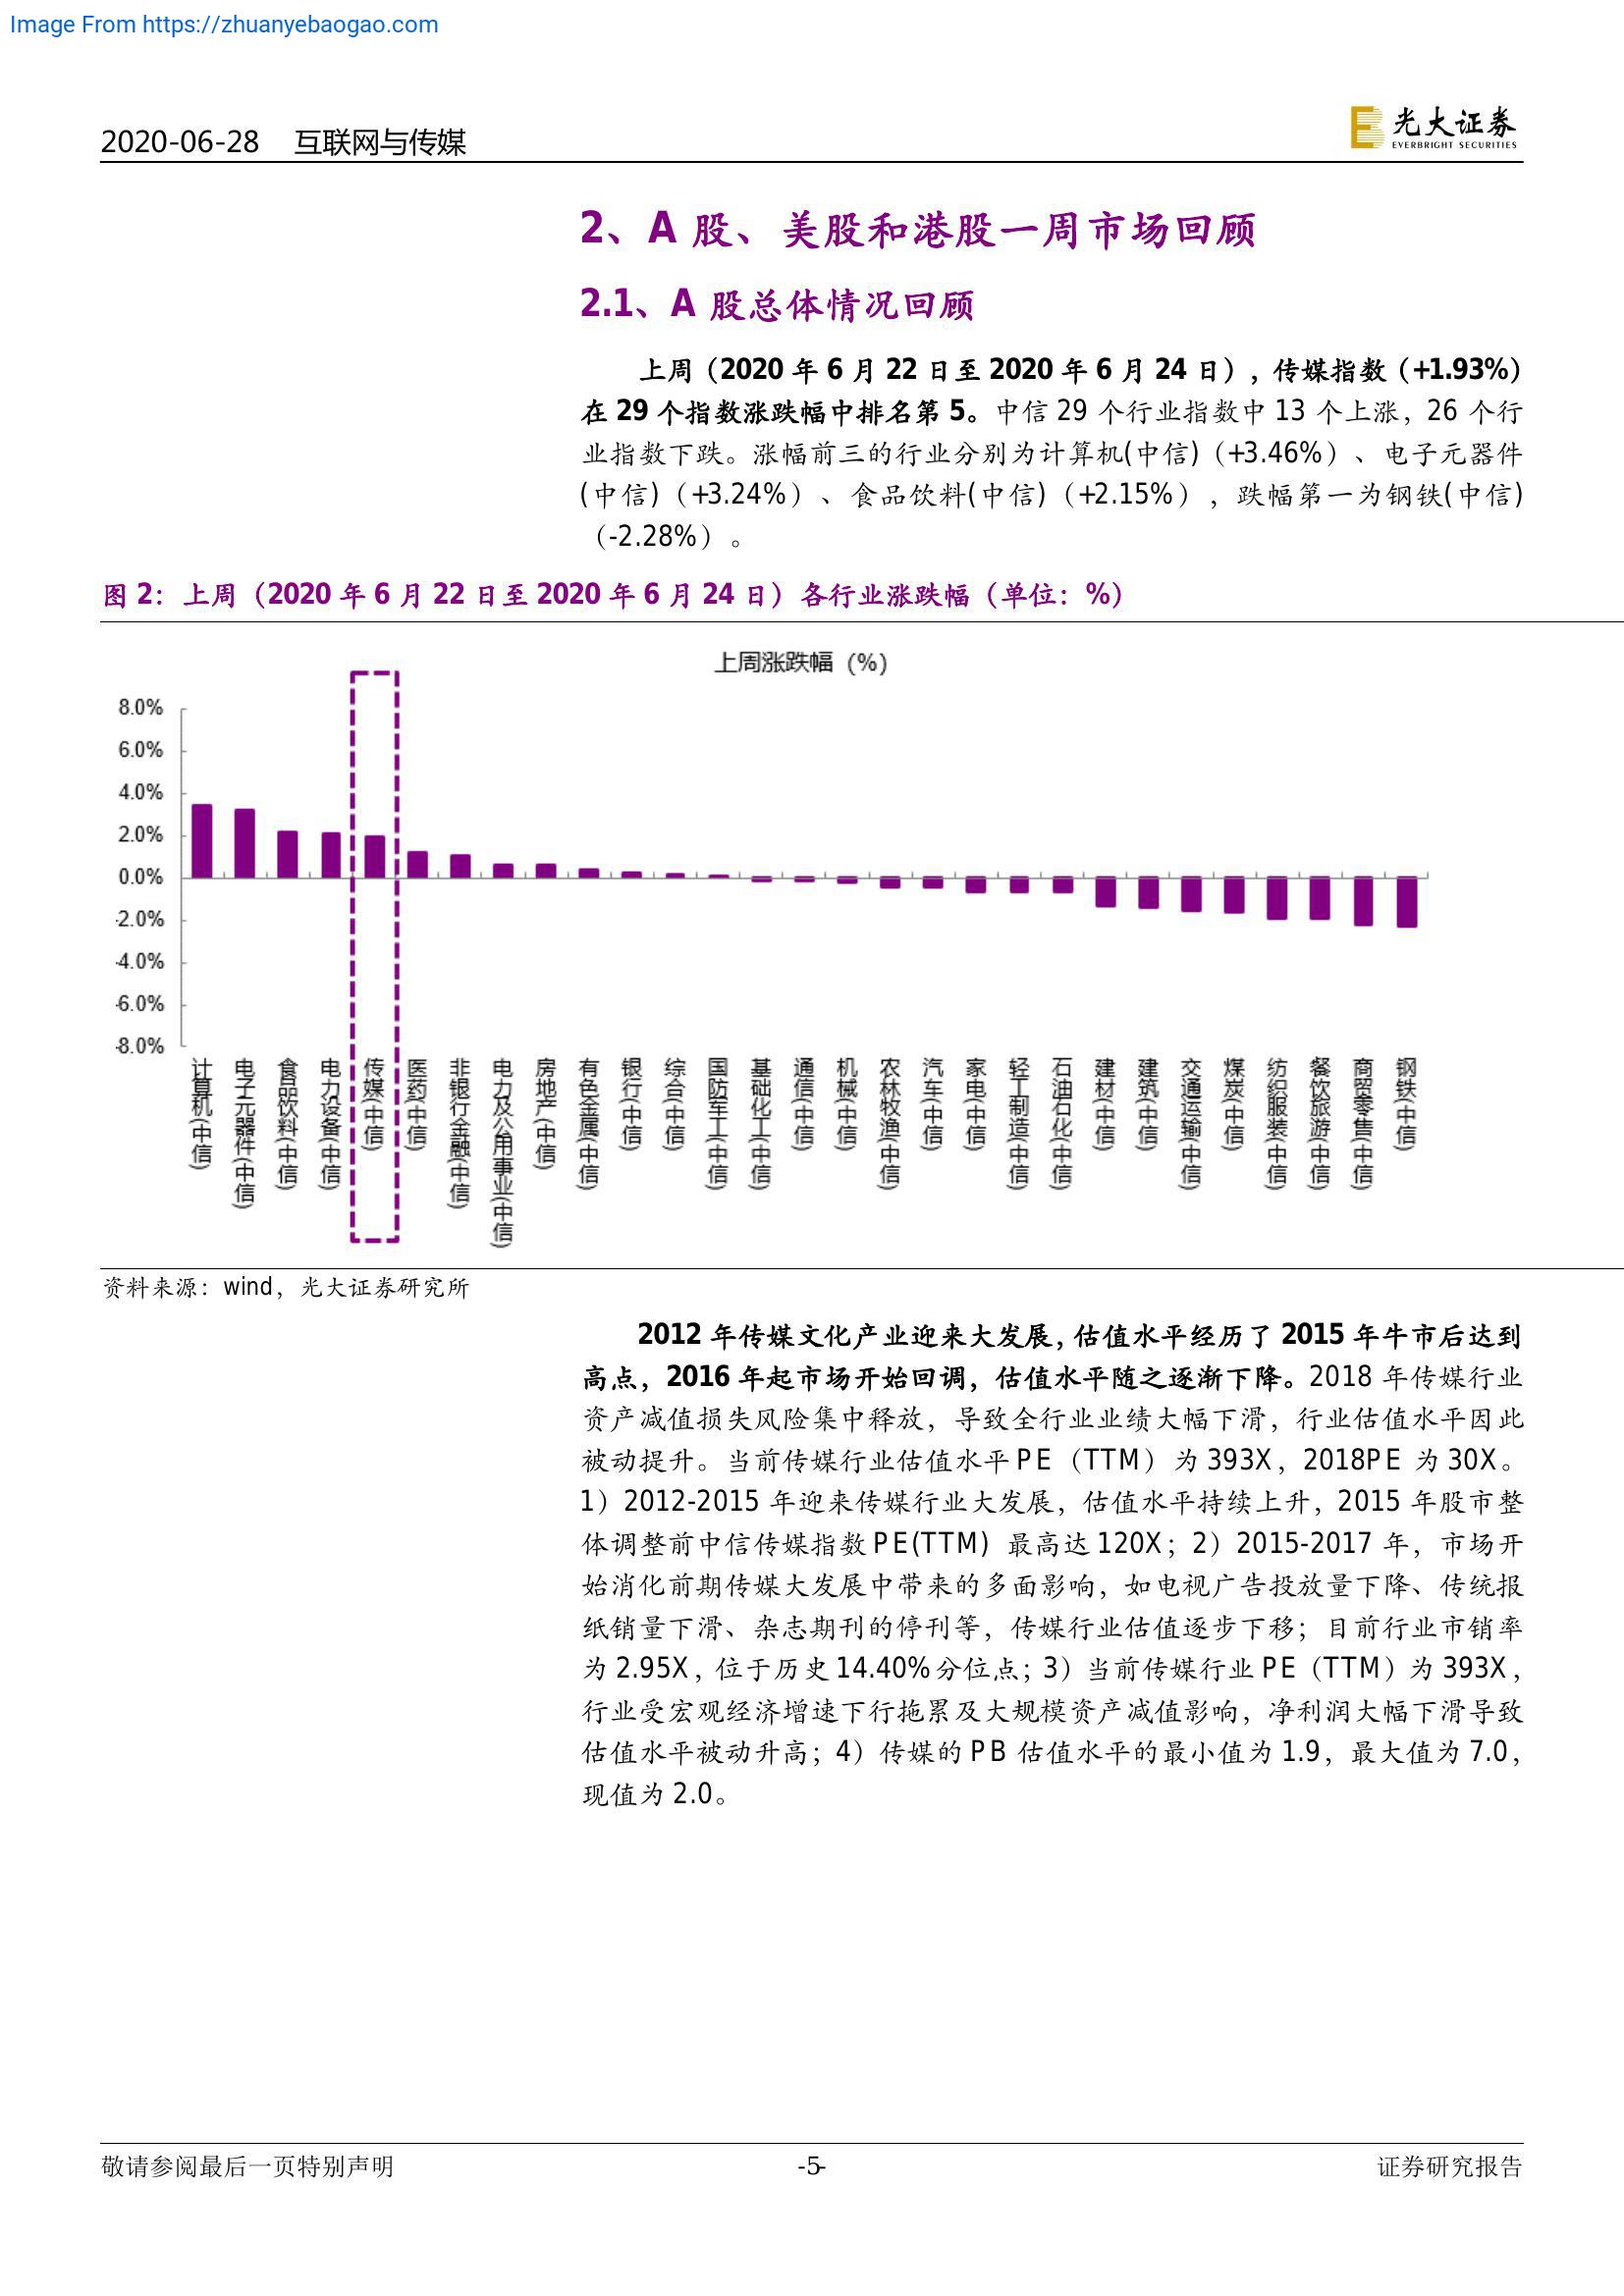 Image From https://zhuanyebaogao.com
2020-06-28 互联网与传媒
光大证券
EVERBRIGHT SECURITIES
2、A 股、美股和港股一周市场回顾
2.1、A 股总体情况回顾
上周（2020 年 6 月 22 日至 2020 年 6 月 24 日），传媒指数（+1.93%）
在 29 个指数涨跌幅中排名第 5。中信 29 个行业指数中 13 个上涨，26 个行
业指数下跌。涨幅前三的行业分别为计算机(中信)（+3.46%）、电子元器件
(中信)（+3.24%）、食品饮料(中信)（+2.15%），跌幅第一为钢铁(中信)
（-2.28%）。
图 2：上周（2020 年 6 月 22 日至 2020 年 6 月 24 日）各行业涨跌幅（单位：%）
上周涨跌幅（%）
8.0%
6.0%
4.0%
2.0%
0.0%
-2.0%
-4.0%
-6.0%
-8.0%
计算机(中信)
电子元器件(中信)
食品饮料(中信)
电力设备(中信)
传媒(中信)
医药(中信)
非银行金融(中信)
电力及公用事业(中信)
房地产(中信)
有色金属(中信)
银行(中信)
综合(中信)
国防军工(中信)
基础化工(中信)
通信(中信)
机械(中信)
农林牧渔(中信)
汽车(中信)
家电(中信)
轻工制造(中信)
石油石化(中信)
建材(中信)
建筑(中信)
交通运输(中信)
煤炭(中信)
纺织服装(中信)
餐饮旅游(中信)
商贸零售(中信)
钢铁(中信)
资料来源：wind，光大证券研究所
2012 年传媒文化产业迎来大发展，估值水平经历了 2015 年牛市后达到
高点，2016 年起市场开始回调，估值水平随之逐渐下降。2018 年传媒行业
资产减值损失风险集中释放，导致全行业业绩大幅下滑，行业估值水平因此
被动提升。当前传媒行业估值水平 PE（TTM）为 393X，2018PE 为 30X。
1）2012-2015 年迎来传媒行业大发展，估值水平持续上升，2015 年股市整
体调整前中信传媒指数 PE(TTM) 最高达 120X；2）2015-2017 年，市场开
始消化前期传媒大发展中带来的多面影响，如电视广告投放量下降、传统报
纸销量下滑、杂志期刊的停刊等，传媒行业估值逐步下移；目前行业市销率
为 2.95X，位于历史 14.40%分位点；3）当前传媒行业 PE（TTM）为 393X，
行业受宏观经济增速下行拖累及大规模资产减值影响，净利润大幅下滑导致
估值水平被动升高；4）传媒的 PB 估值水平的最小值为 1.9，最大值为 7.0，
现值为 2.0。
敬请参阅最后一页特别声明
-5-
证券研究报告